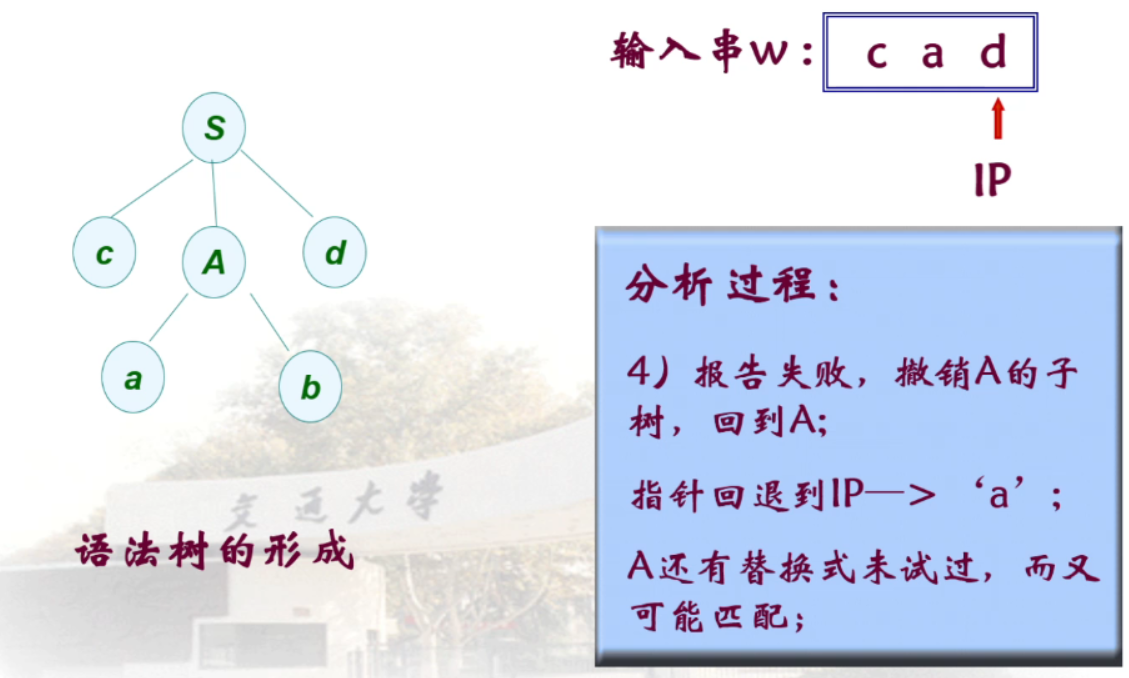 输入串w： c a d
IP
S
c A d
a b
语法树的形成
交通大学
分析过程：
4）报告失败，撤销A的子
树，回到A；
指针回退到IP—> ‘a’；
A还有替换式未试过，而又
可能匹配；